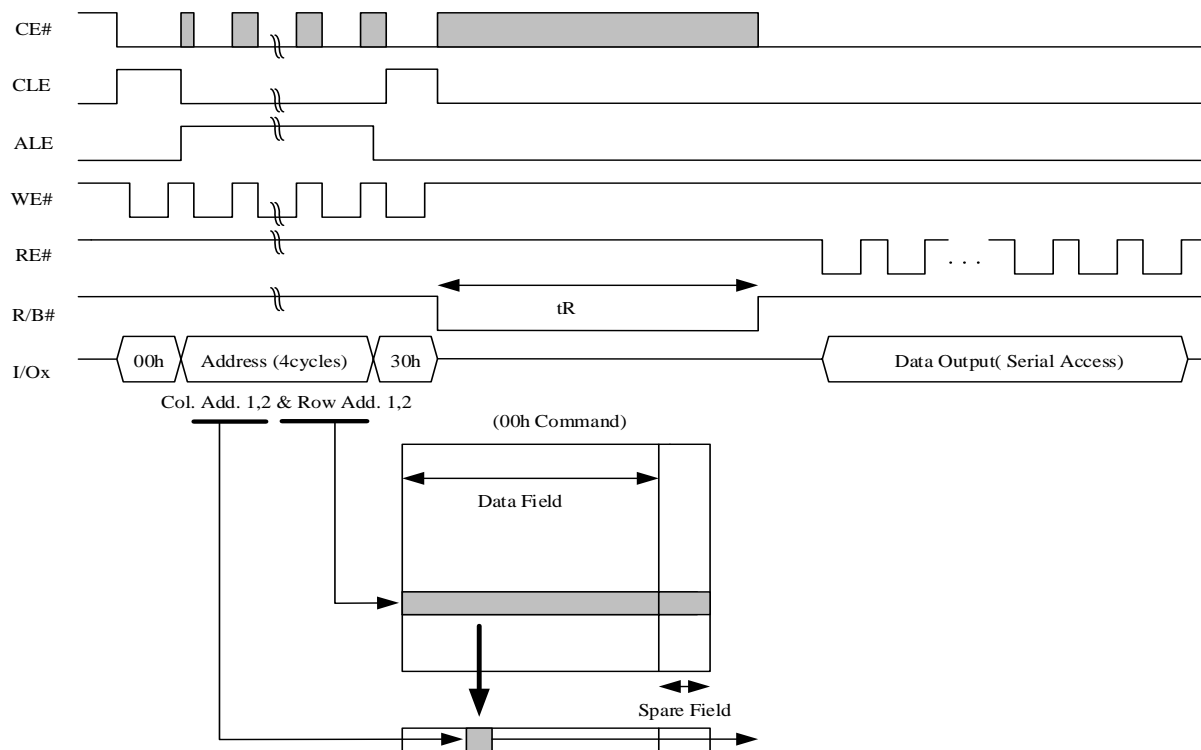 CE#
CLE
ALE
WE#
RE#
. . .
R/B#
tR
I/Ox
00h
Address (4cycles)
30h
Data Output( Serial Access)
Col. Add. 1,2 & Row Add. 1,2
(00h Command)
Data Field
Spare Field